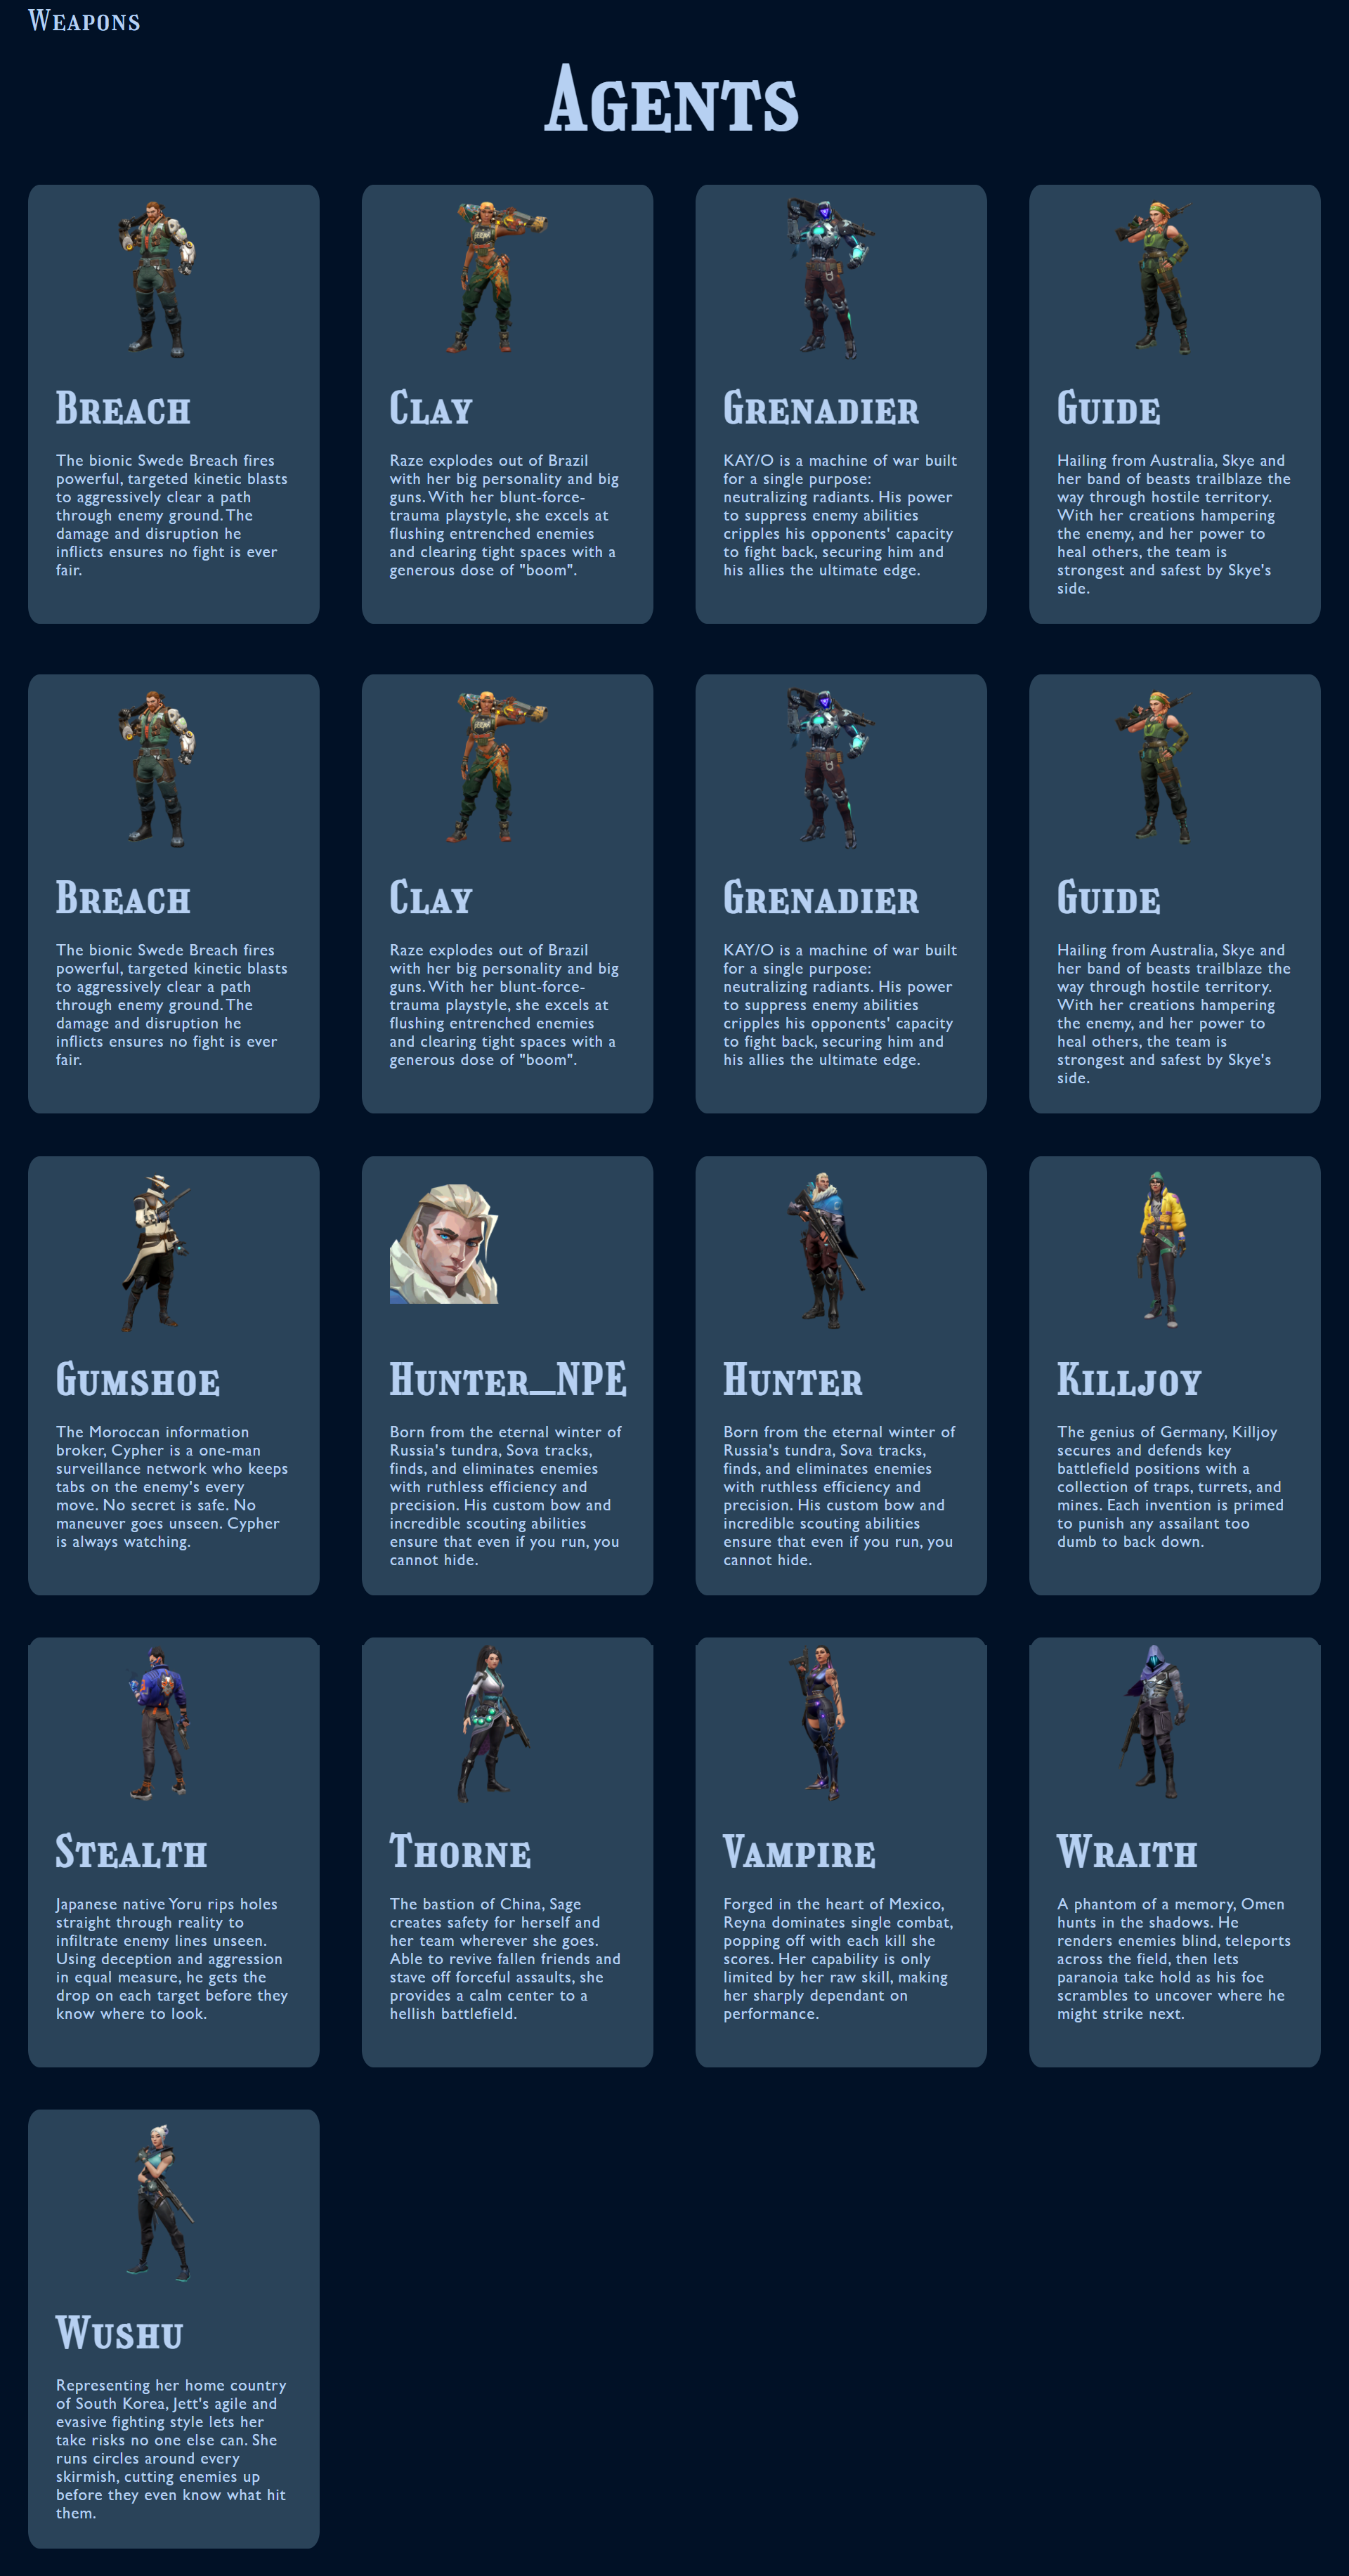 Weapons
Agents
Breach
The bionic Swede Breach fires
powerful, targeted kinetic blasts
to aggressively clear a path
through enemy ground. The
damage and disruption he
inflicts ensures no fight is ever
fair.
Clay
Raze explodes out of Brazil
with her big personality and big
guns. With her blunt-force-
trauma playstyle, she excels at
flushing entrenched enemies
and clearing tight spaces with a
generous dose of "boom".
Grenadier
KAY/O is a machine of war built
for a single purpose:
neutralizing radiants. His power
to suppress enemy abilities
cripples his opponents' capacity
to fight back, securing him and
his allies the ultimate edge.
Guide
Hailing from Australia, Skye and
her band of beasts trailblaze the
way through hostile territory.
With her creations hampering
the enemy, and her power to
heal others, the team is
strongest and safest by Skye's
side.
Breach
The bionic Swede Breach fires
powerful, targeted kinetic blasts
to aggressively clear a path
through enemy ground. The
damage and disruption he
inflicts ensures no fight is ever
fair.
Clay
Raze explodes out of Brazil
with her big personality and big
guns. With her blunt-force-
trauma playstyle, she excels at
flushing entrenched enemies
and clearing tight spaces with a
generous dose of "boom".
Grenadier
KAY/O is a machine of war built
for a single purpose:
neutralizing radiants. His power
to suppress enemy abilities
cripples his opponents' capacity
to fight back, securing him and
his allies the ultimate edge.
Guide
Hailing from Australia, Skye and
her band of beasts trailblaze the
way through hostile territory.
With her creations hampering
the enemy, and her power to
heal others, the team is
strongest and safest by Skye's
side.
Gumshoe
The Moroccan information
broker, Cypher is a one-man
surveillance network who keeps
tabs on the enemy's every
move. No secret is safe. No
maneuver goes unseen. Cypher
is always watching.
Hunter_NPE
Born from the eternal winter of
Russia's tundra, Sova tracks,
finds, and eliminates enemies
with ruthless efficiency and
precision. His custom bow and
incredible scouting abilities
ensure that even if you run, you
cannot hide.
Hunter
Born from the eternal winter of
Russia's tundra, Sova tracks,
finds, and eliminates enemies
with ruthless efficiency and
precision. His custom bow and
incredible scouting abilities
ensure that even if you run, you
cannot hide.
Killjoy
The genius of Germany, Killjoy
secures and defends key
battlefield positions with a
collection of traps, turrets, and
mines. Each invention is primed
to punish any assailant too
dumb to back down.
Stealth
Japanese native Yoru rips holes
straight through reality to
infiltrate enemy lines unseen.
Using deception and aggression
in equal measure, he gets the
drop on each target before they
know where to look.
Thorne
The bastion of China, Sage
creates safety for herself and
her team wherever she goes.
Able to revive fallen friends and
stave off forceful assaults, she
provides a calm center to a
hellish battlefield.
Vampire
Forged in the heart of Mexico,
Reyna dominates single combat,
popping off with each kill she
scores. Her capability is only
limited by her raw skill, making
her sharply dependant on
performance.
Wraith
A phantom of a memory, Omen
hunts in the shadows. He
renders enemies blind, teleports
across the field, then lets
paranoia take hold as his foe
scrambles to uncover where he
might strike next.
Wushu
Representing her home country
of South Korea, Jett's agile and
evasive fighting style lets her
take risks no one else can. She
runs circles around every
skirmish, cutting enemies up
before they even know what hit
them.